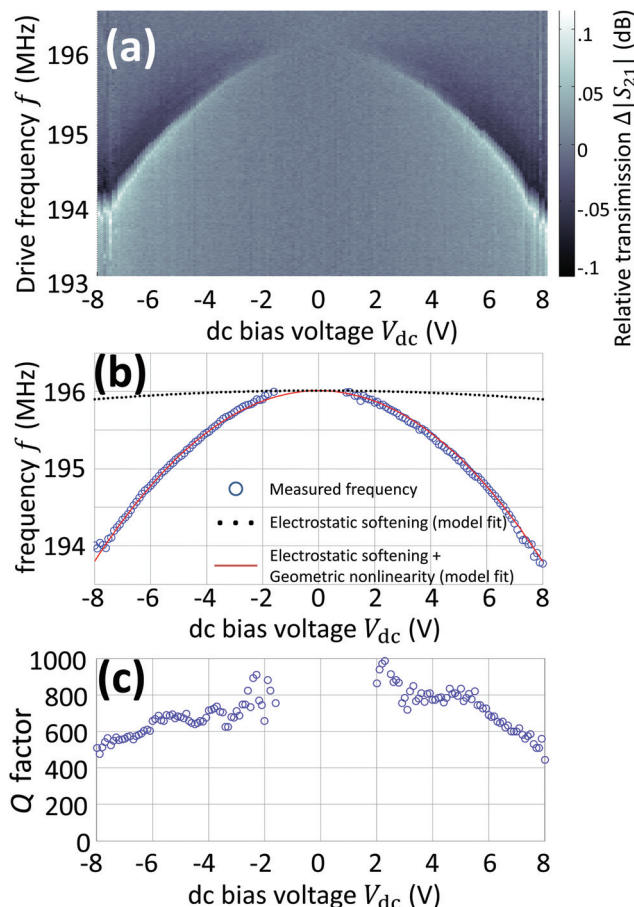 (a)
Drive frequency f (MHz)
196
195
194
193
-8 -6 -4 -2 0 2 4 6 8
dc bias voltage Vdc (V)
.1
.05
0
-.05
-.1
Relative transimission Δ|S21| (dB)
(b)
frequency f (MHz)
196
195
194
Measured frequency
Electrostatic softening (model fit)
Electrostatic softening +
Geometric nonlinearity (model fit)
-8 -6 -4 -2 0 2 4 6 8
dc bias voltage Vdc (V)
(c)
Q factor
1000
800
600
400
200
0
-8 -6 -4 -2 0 2 4 6 8
dc bias voltage Vdc (V)